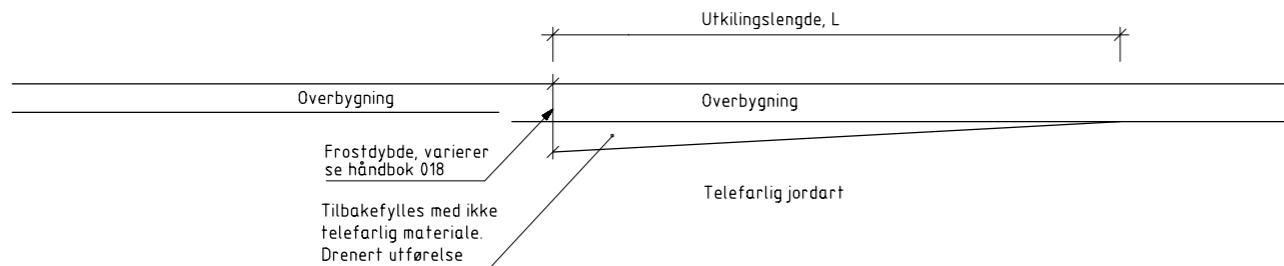 Utkilingslengde, L
Overbygning
Overbygning
Frostdybde, varierer
se håndbok 018
Telefarlig jordart
Tilbakefylles med ikke
telefarlig materiale.
Drenert utførelse